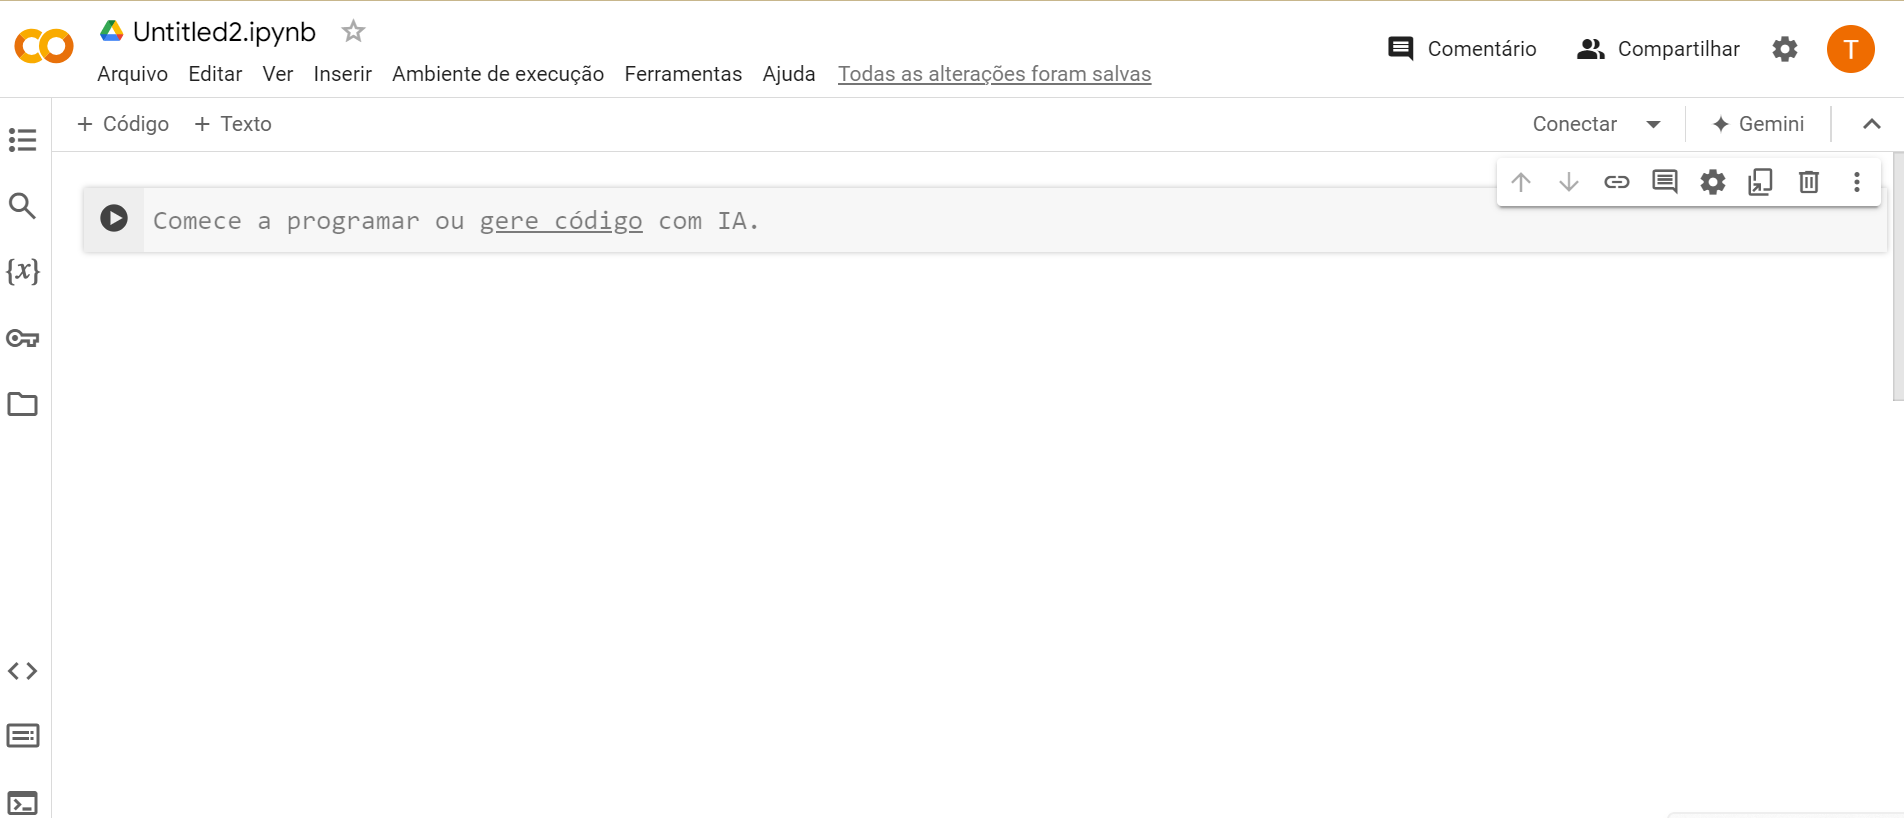 Untitled2.ipynb
Arquivo Editar Ver Inserir Ambiente de execução Ferramentas Ajuda Todas as alterações foram salvas
Comentário Compartilhar T
+ Código + Texto
Conectar Gemini
{x}
Comece a programar ou gere código com IA.